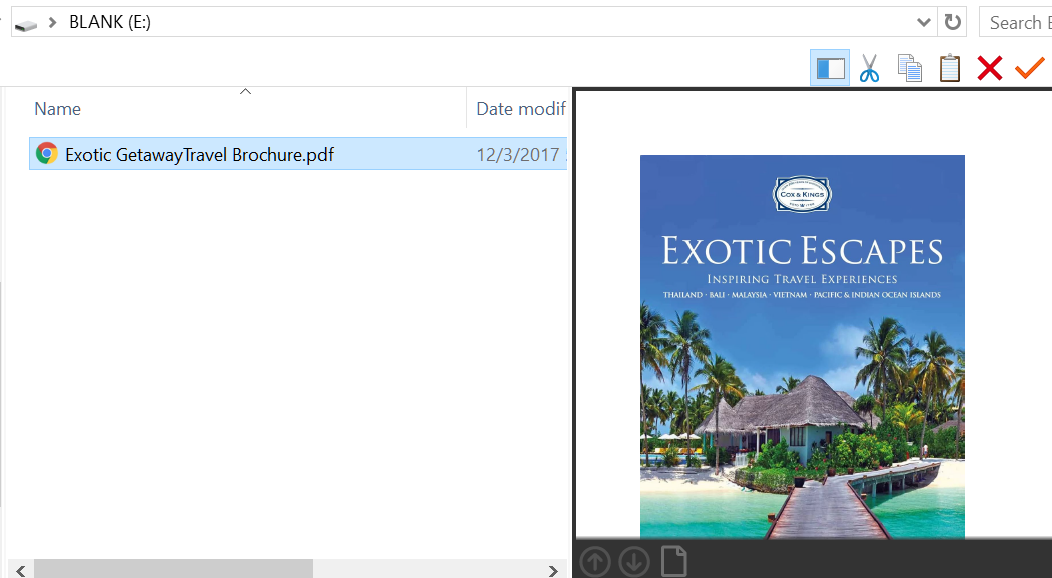 BLANK (E:)
Search
Name
Date modif
Exotic GetawayTravel Brochure.pdf
12/3/2017
COX & KINGS
EXOTIC ESCAPES
INSPIRING TRAVEL EXPERIENCES
THAILAND · BALI · MALAYSIA · VIETNAM · PACIFIC & INDIAN OCEAN ISLANDS